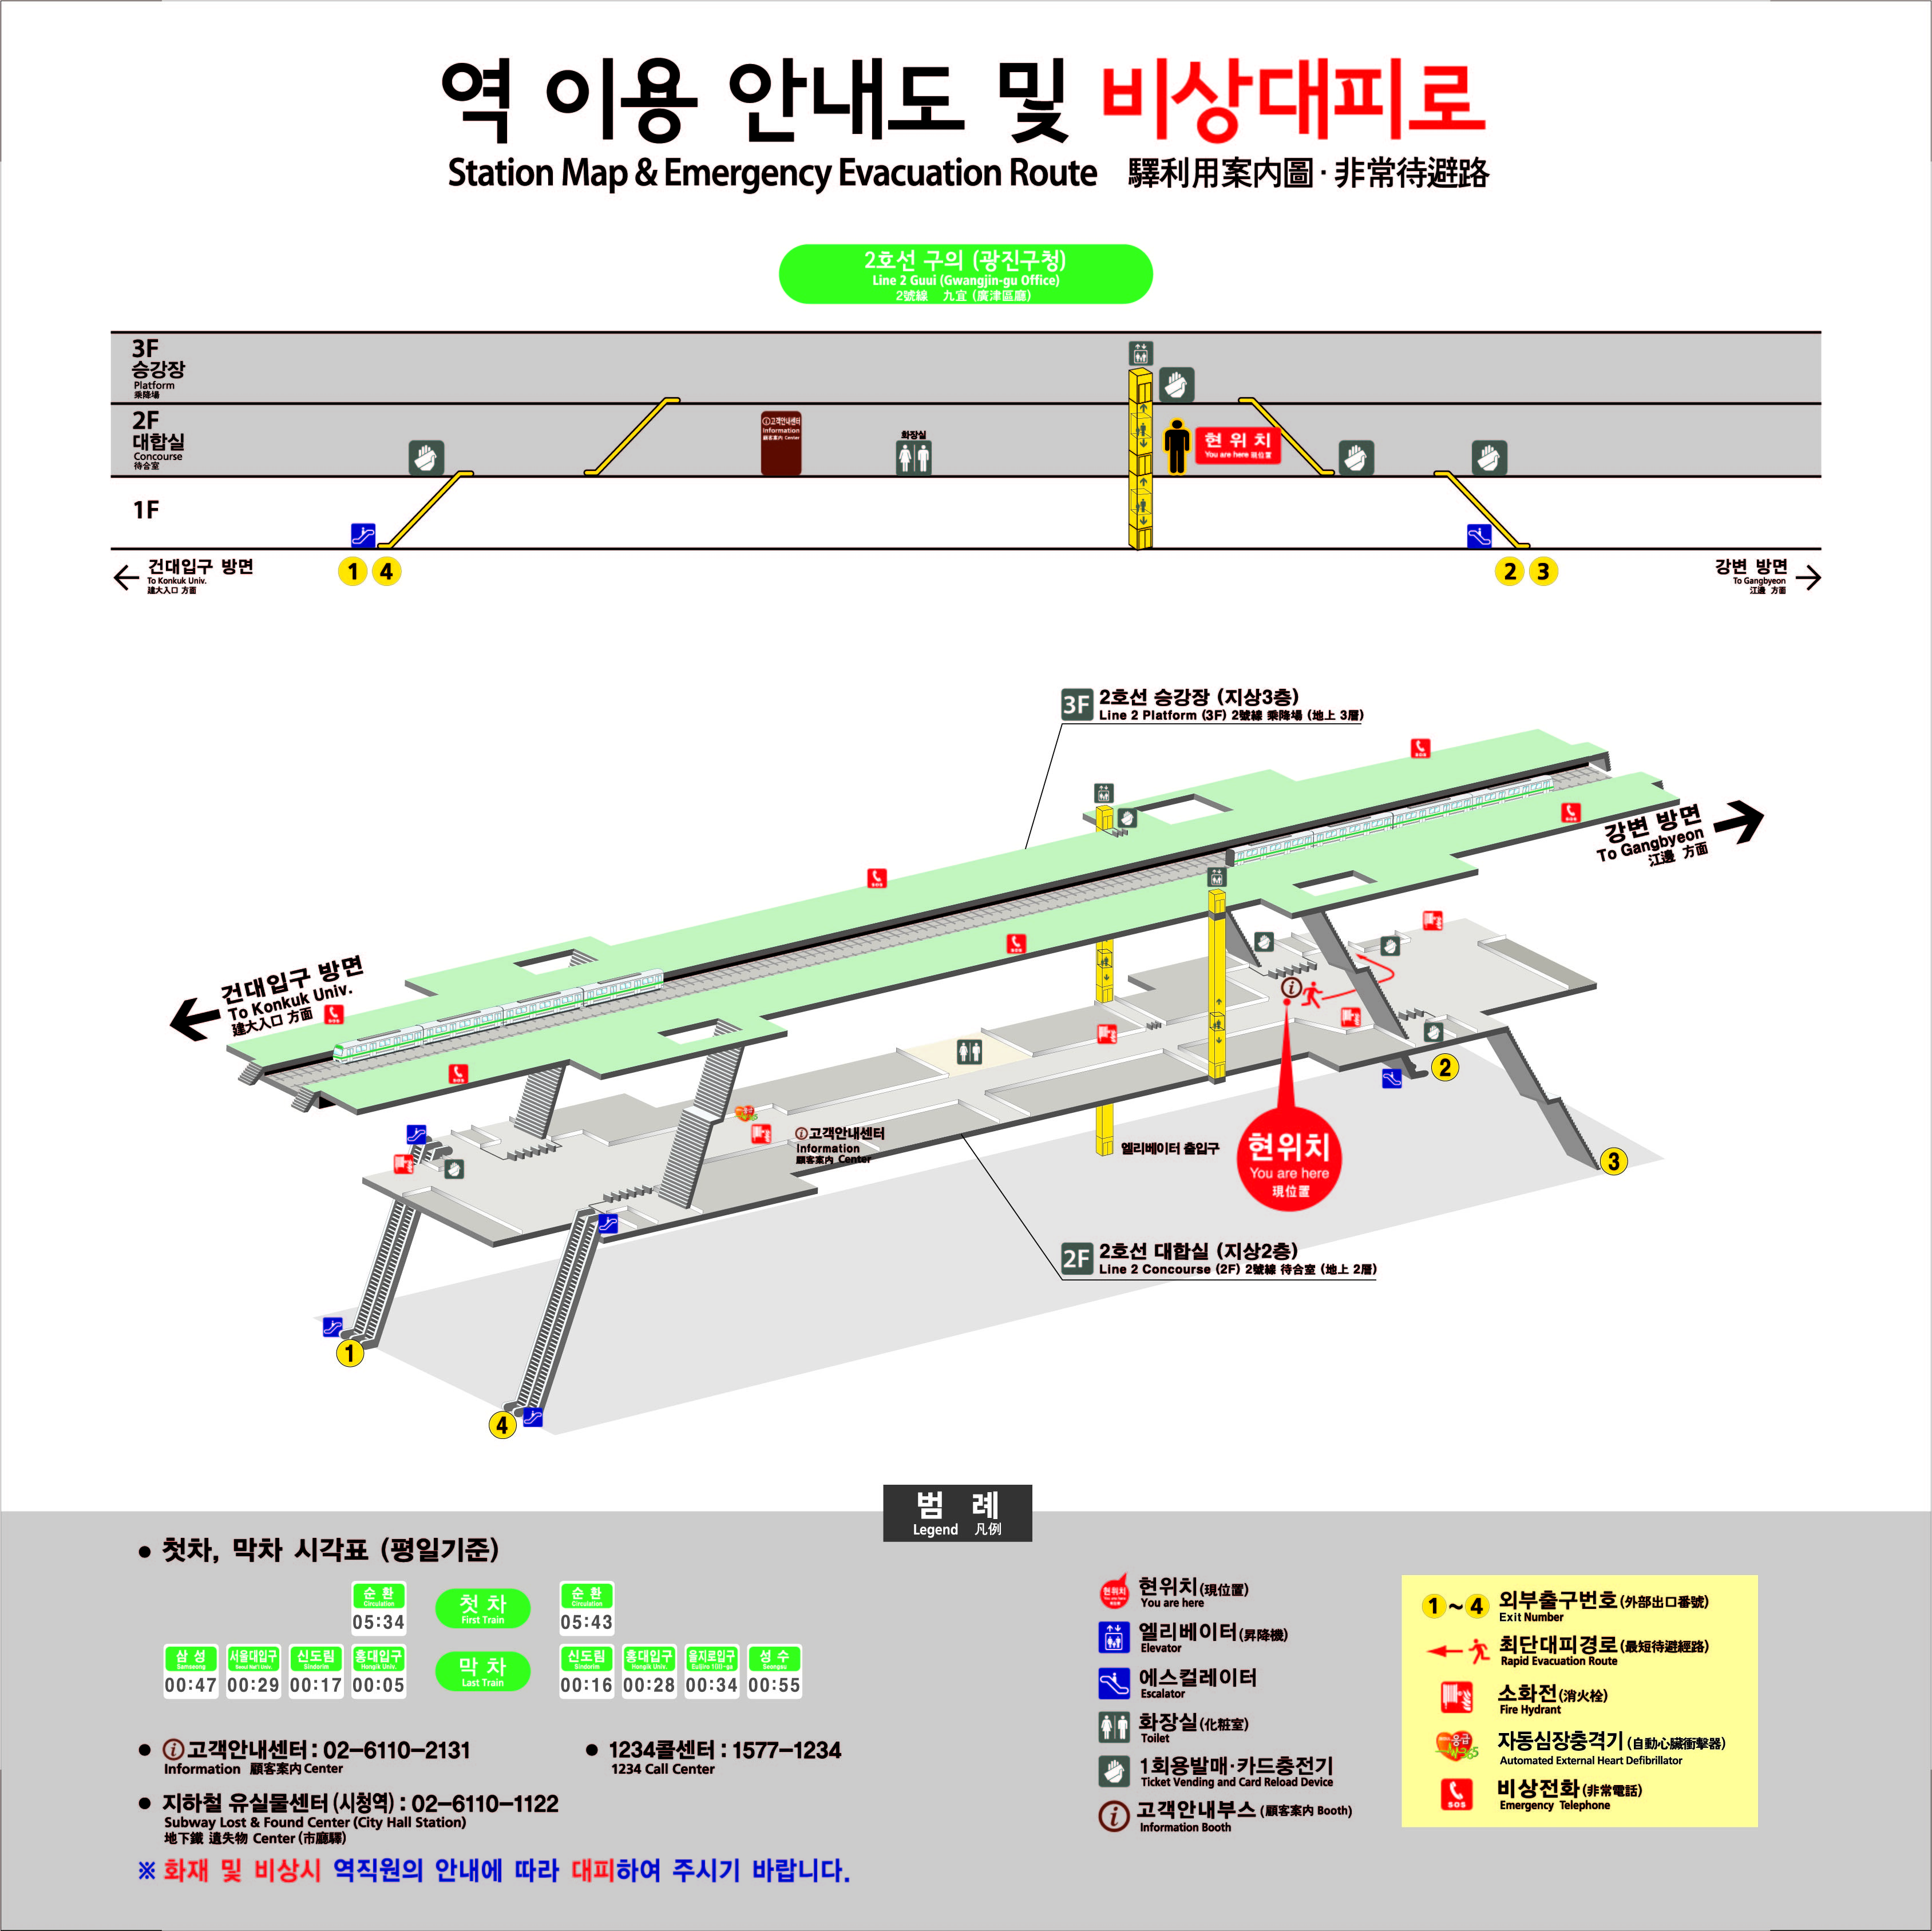 역 이용 안내도 및 비상대피로
Station Map & Emergency Evacuation Route 驛利用案內圖·非常待避路
2호선 구의 (광진구청)
Line 2 Guui (Gwangjin-gu Office)
2號線 九宜 (廣津區廳)
3F
승강장
Platform
乘降場
2F
대합실
Concourse
待合室
1F
ⓘ고객안내센터
Information
顧客案內 Center
화장실
현 위 치
You are here 現位置
건대입구 방면
To Konkuk Univ.
建大入口 方面
1 4
2 3
강변 방면
To Gangbyeon
江邊 方面
3F 2호선 승강장 (지상3층)
Line 2 Platform (3F) 2號線 乘降場 (地上 3層)
강변 방면
To Gangbyeon
江邊 方面
건대입구 방면
To Konkuk Univ.
建大入口 方面
SOS
SOS
SOS
SOS
SOS
SOS
ⓘ고객안내센터
Information
顧客案內 Center
엘리베이터 출입구
현위치
You are here
現位置
2
3
2F 2호선 대합실 (지상2층)
Line 2 Concourse (2F) 2號線 待合室 (地上 2層)
1
4
범 례
Legend 凡例
● 첫차, 막차 시각표 (평일기준)
순 환 첫 차 순 환
Circulation First Train Circulation
05:34 05:43
삼 성 서울대입구 신도림 홍대입구 막 차 신도림 홍대입구 을지로입구 성 수
Samseong Seoul Nat'l Univ. Sindorim Hongik Univ. Last Train Sindorim Hongik Univ. Euljiro 1(il)-ga Seongsu
00:47 00:29 00:17 00:05 00:16 00:28 00:34 00:55
● ⓘ고객안내센터 : 02-6110-2131
Information 顧客案內 Center
● 1234콜센터 : 1577-1234
1234 Call Center
● 지하철 유실물센터 (시청역) : 02-6110-1122
Subway Lost & Found Center (City Hall Station)
地下鐵 遺失物 Center (市廳驛)
※ 화재 및 비상시 역직원의 안내에 따라 대피하여 주시기 바랍니다.
현위치 현위치(現位置)
You are here
엘리베이터(昇降機)
Elevator
에스컬레이터
Escalator
화장실(化粧室)
Toilet
1회용발매·카드충전기
Ticket Vending and Card Reload Device
고객안내부스 (顧客案內 Booth)
Information Booth
1~4 외부출구번호(外部出口番號)
Exit Number
최단대피경로(最短待避經路)
Rapid Evacuation Route
소화전(消火栓)
Fire Hydrant
자동심장충격기 (自動心臟衝擊器)
Automated External Heart Defibrillator
SOS 비상전화(非常電話)
Emergency Telephone